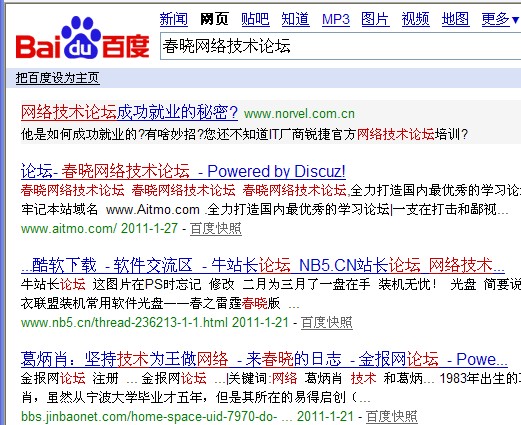 新闻 网页 贴吧 知道 MP3 图片 视频 地图 更多▼
Baidu百度
春晓网络技术论坛
把百度设为主页
网络技术论坛成功就业的秘密? www.norvel.com.cn
他是如何成功就业的?有啥妙招?您还不知道IT厂商锐捷官方网络技术论坛培训?
论坛- 春晓网络技术论坛 - Powered by Discuz!
春晓网络技术论坛 春晓网络技术论坛 春晓网络技术论坛,全力打造国内最优秀的学习论
牢记本站域名 www.Aitmo.com .全力打造国内最优秀的学习论坛|一支在打击和鄙视...
www.aitmo.com/ 2011-1-27 - 百度快照
...酷软下载 - 软件交流区 - 牛站长论坛 NB5.CN站长论坛 网络技术...
牛站长论坛 这图片在PS时忘记 修改 二月为三月了一盘在手 装机无忧! 光盘 简要说
衣联盟装机常用软件光盘——春之雷霆春晓版 ...
www.nb5.cn/thread-236213-1-1.html 2011-1-21 - 百度快照
葛炳肖：坚持技术为王做网络 - 来春晓的日志 - 金报网论坛 - Powe...
金报网论坛 注册 ... 金报网论坛 ...|关键词:网络 葛炳肖 技术 和葛炳... 1983年出生的
肖，虽然从宁波大学毕业才五年，但是其所在的易得启创（...
bbs.jinbaonet.com/home-space-uid-7970-do- ... 2011-1-21 - 百度快照